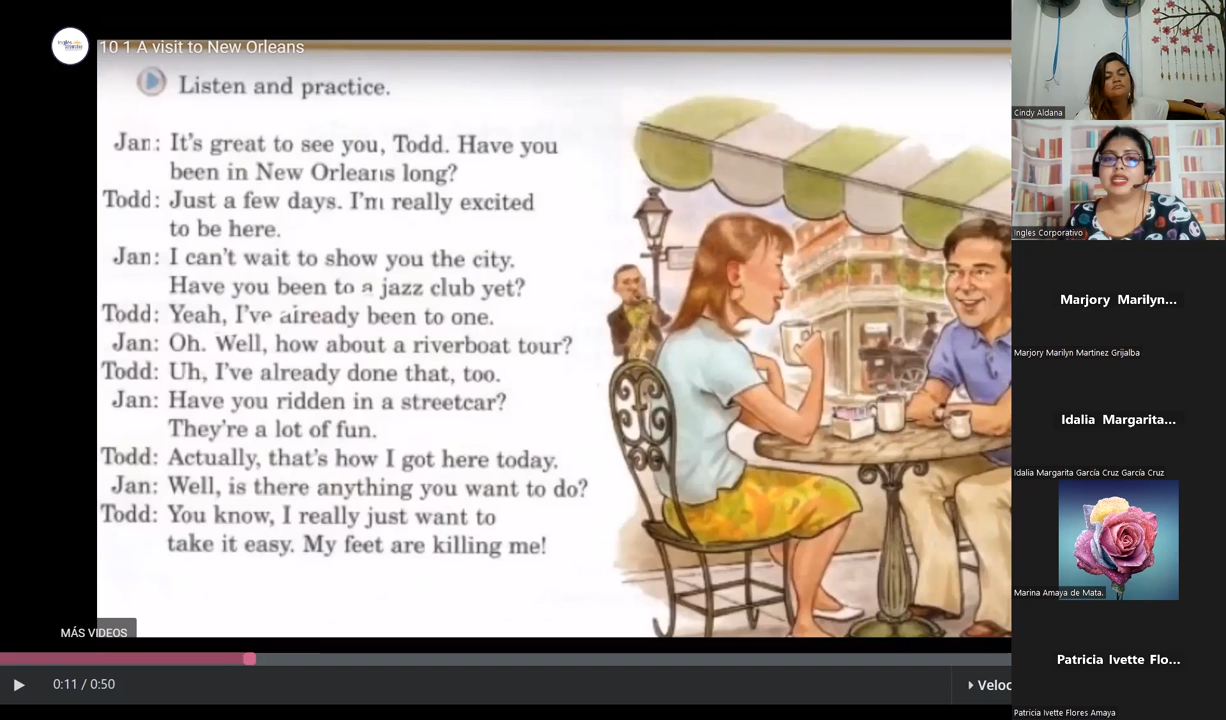 10 1 A visit to New Orleans
Listen and practice.
Jan: It's great to see you, Todd. Have you
been in New Orleans long?
Todd: Just a few days. I'm really excited
to be here.
Jan: I can't wait to show you the city.
Have you been to a jazz club yet?
Todd: Yeah, I've already been to one.
Jan: Oh. Well, how about a riverboat tour?
Todd: Uh, I've already done that, too.
Jan: Have you ridden in a streetcar?
They're a lot of fun.
Todd: Actually, that's how I got here today.
Jan: Well, is there anything you want to do?
Todd: You know, I really just want to
take it easy. My feet are killing me!
MÁS VIDEOS
0:11 / 0:50
Veloc
Cindy Aldana
Ingles Corporativo
Marjory Marilyn...
Marjory Marilyn Martinez Grijalba
Idalia Margarita...
Idalia Margarita García Cruz García Cruz
Marina Amaya de Mata.
Patricia Ivette Flo...
Patricia Ivette Flores Amaya